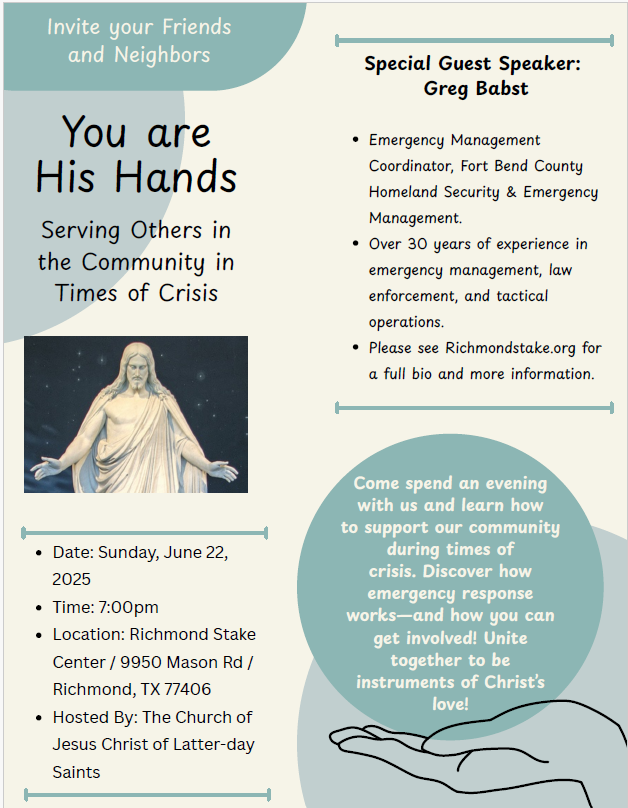 Invite your Friends
and Neighbors
You are
His Hands
Serving Others in
the Community in
Times of Crisis
Date: Sunday, June 22,
2025
Time: 7:00pm
Location: Richmond Stake
Center / 9950 Mason Rd /
Richmond, TX 77406
Hosted By: The Church of
Jesus Christ of Latter-day
Saints
Special Guest Speaker:
Greg Babst
Emergency Management
Coordinator, Fort Bend County
Homeland Security & Emergency
Management.
Over 30 years of experience in
emergency management, law
enforcement, and tactical
operations.
Please see Richmondstake.org for
a full bio and more information.
Come spend an evening
with us and learn how
to support our community
during times of
crisis. Discover how
emergency response
works—and how you can
get involved! Unite
together to be
instruments of Christ's
love!